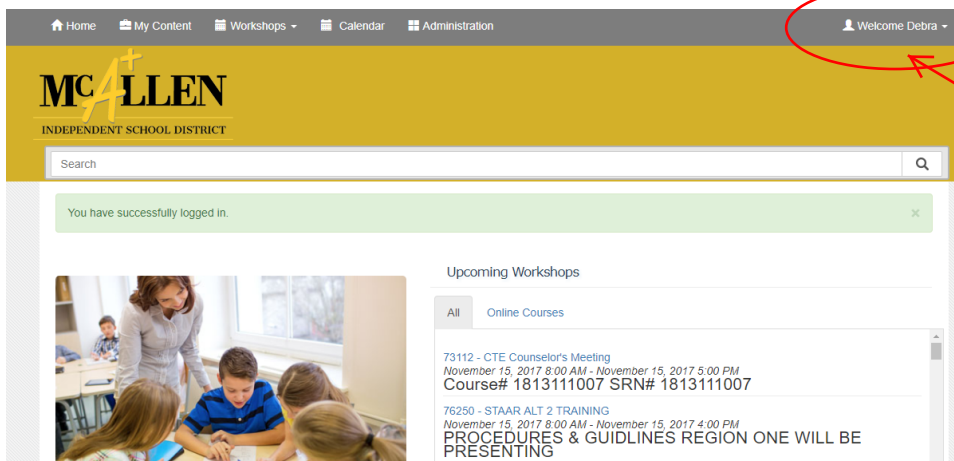 Home My Content Workshops Calendar Administration Welcome Debra
MCALLEN
A+
INDEPENDENT SCHOOL DISTRICT
Search
You have successfully logged in. ×
Upcoming Workshops
All Online Courses
73112 - CTE Counselor's Meeting
November 15, 2017 8:00 AM - November 15, 2017 5:00 PM
Course# 1813111007 SRN# 1813111007
76250 - STAAR ALT 2 TRAINING
November 15, 2017 8:00 AM - November 15, 2017 4:00 PM
PROCEDURES & GUIDLINES REGION ONE WILL BE
PRESENTING